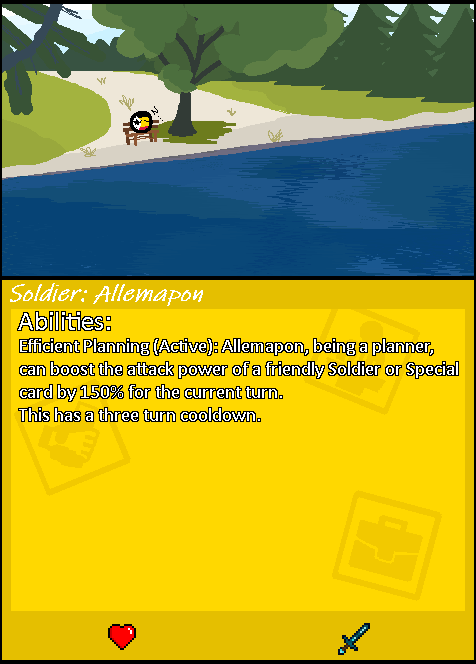 Soldier: Allemapon
Abilities:
Efficient Planning (Active): Allemapon, being a planner,
can boost the attack power of a friendly Soldier or Special
card by 150% for the current turn.
This has a three turn cooldown.